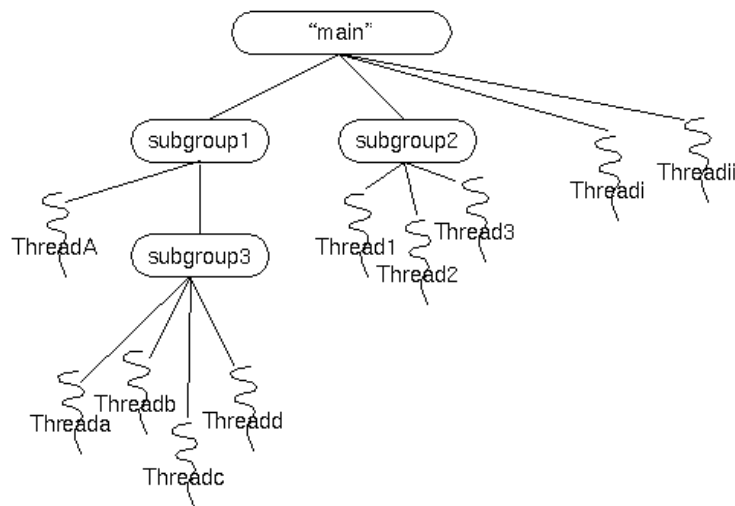 “main”
subgroup1
subgroup2
Threadi
Threadii
ThreadA
subgroup3
Thread1
Thread2
Thread3
Threada
Threadb
Threadc
Threadd